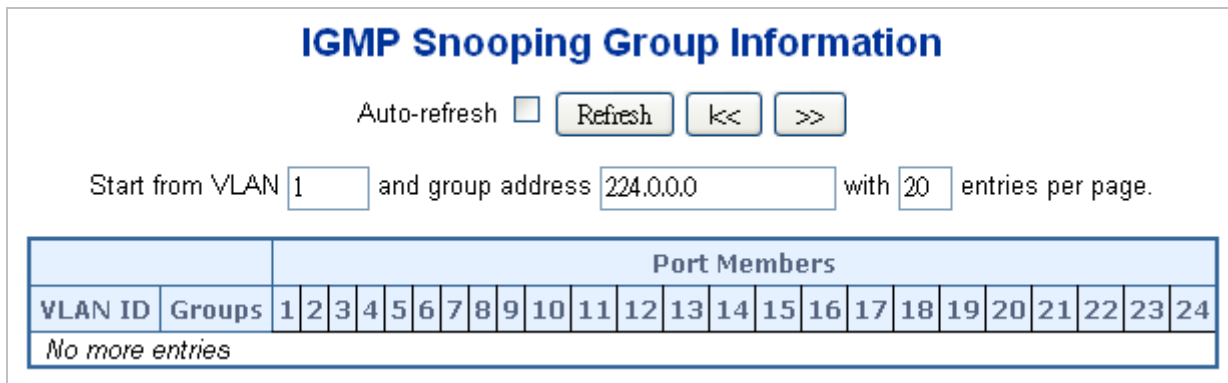 IGMP Snooping Group Information
Auto-refresh Refresh |<< >>
Start from VLAN 1 and group address 224.0.0.0 with 20 entries per page.
Port Members
VLAN ID Groups 1 2 3 4 5 6 7 8 9 10 11 12 13 14 15 16 17 18 19 20 21 22 23 24
No more entries